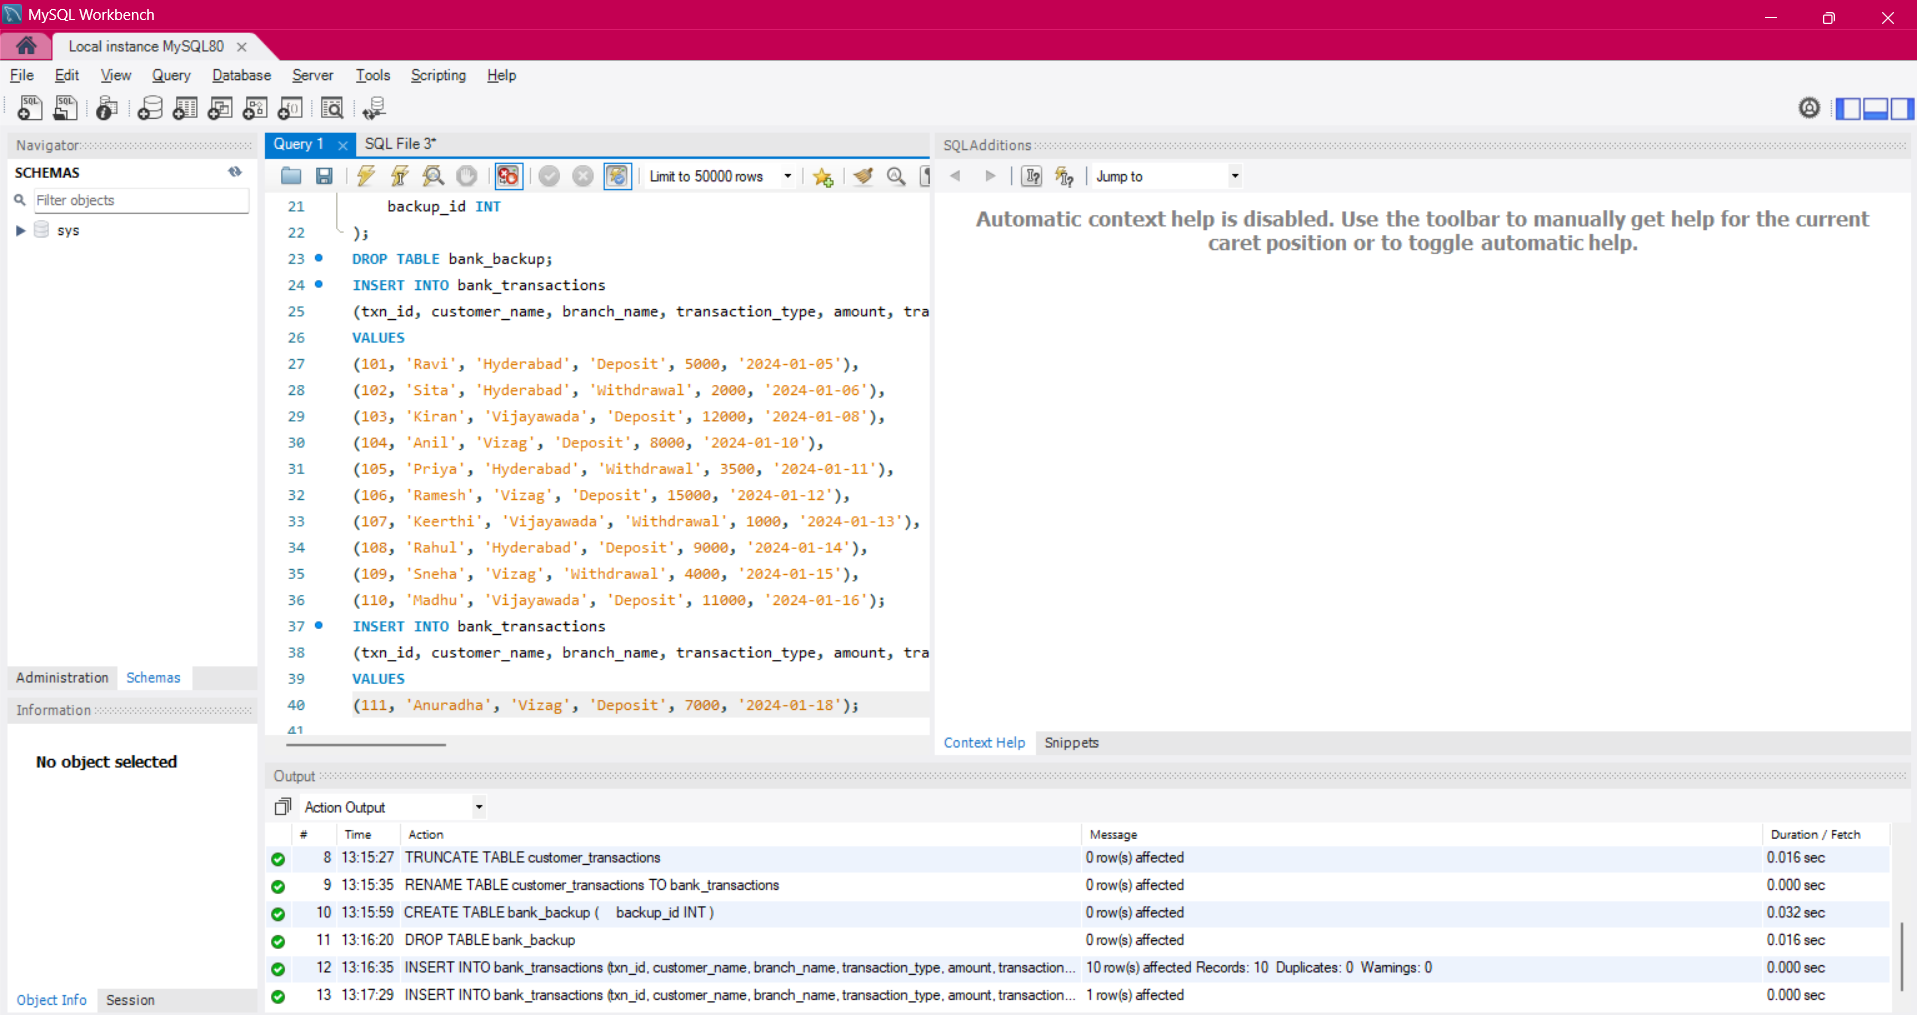 MySQL Workbench
Local instance MySQL80
File Edit View Query Database Server Tools Scripting Help
Navigator
SCHEMAS
Filter objects
sys
Administration Schemas
Information
No object selected
Object Info Session
Query 1 SQL File 3*
Limit to 50000 rows
21 backup_id INT
22 );
23 DROP TABLE bank_backup;
24 INSERT INTO bank_transactions
25 (txn_id, customer_name, branch_name, transaction_type, amount, tra
26 VALUES
27 (101, 'Ravi', 'Hyderabad', 'Deposit', 5000, '2024-01-05'),
28 (102, 'Sita', 'Hyderabad', 'Withdrawal', 2000, '2024-01-06'),
29 (103, 'Kiran', 'Vijayawada', 'Deposit', 12000, '2024-01-08'),
30 (104, 'Anil', 'Vizag', 'Deposit', 8000, '2024-01-10'),
31 (105, 'Priya', 'Hyderabad', 'Withdrawal', 3500, '2024-01-11'),
32 (106, 'Ramesh', 'Vizag', 'Deposit', 15000, '2024-01-12'),
33 (107, 'Keerthi', 'Vijayawada', 'Withdrawal', 1000, '2024-01-13'),
34 (108, 'Rahul', 'Hyderabad', 'Deposit', 9000, '2024-01-14'),
35 (109, 'Sneha', 'Vizag', 'Withdrawal', 4000, '2024-01-15'),
36 (110, 'Madhu', 'Vijayawada', 'Deposit', 11000, '2024-01-16');
37 INSERT INTO bank_transactions
38 (txn_id, customer_name, branch_name, transaction_type, amount, tra
39 VALUES
40 (111, 'Anuradha', 'Vizag', 'Deposit', 7000, '2024-01-18');
41
SQLAdditions
Jump to
Automatic context help is disabled. Use the toolbar to manually get help for the current
caret position or to toggle automatic help.
Context Help Snippets
Output
Action Output
# Time Action Message Duration / Fetch
8 13:15:27 TRUNCATE TABLE customer_transactions 0 row(s) affected 0.016 sec
9 13:15:35 RENAME TABLE customer_transactions TO bank_transactions 0 row(s) affected 0.000 sec
10 13:15:59 CREATE TABLE bank_backup ( backup_id INT ) 0 row(s) affected 0.032 sec
11 13:16:20 DROP TABLE bank_backup 0 row(s) affected 0.016 sec
12 13:16:35 INSERT INTO bank_transactions (txn_id, customer_name, branch_name, transaction_type, amount, transaction... 10 row(s) affected Records: 10 Duplicates: 0 Warnings: 0 0.000 sec
13 13:17:29 INSERT INTO bank_transactions (txn_id, customer_name, branch_name, transaction_type, amount, transaction... 1 row(s) affected 0.000 sec